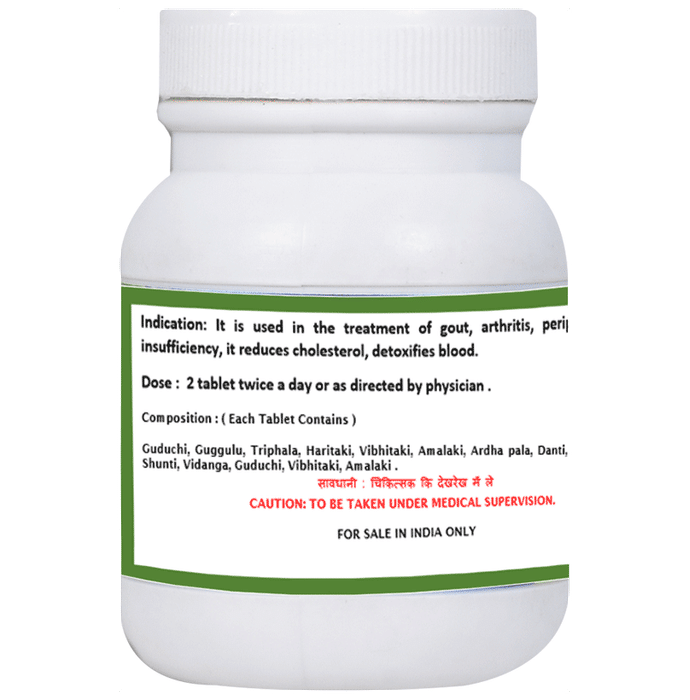 Indication: It is used in the treatment of gout, arthritis,
insufficiency, it reduces cholesterol, detoxifies blood.
Dose : 2 tablet twice a day or as directed by physician .
Composition : ( Each Tablet Contains )
Guduchi, Guggulu, Triphala, Haritaki, Vibhitaki, Amalaki, Ardha pala, Danti,
Shunti, Vidanga, Guduchi, Vibhitaki, Amalaki .
सावधानी : चिकित्सक कि देखरेख मैं ले
CAUTION: TO BE TAKEN UNDER MEDICAL SUPERVISION.
FOR SALE IN INDIA ONLY